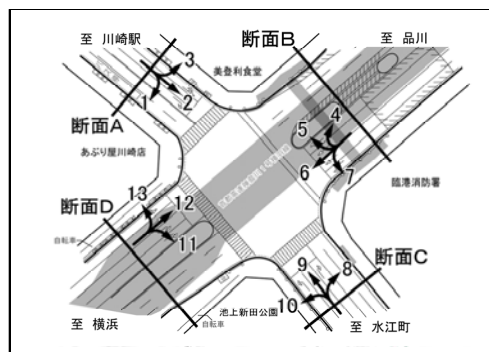 至 川崎駅
断面B
至 品川
3
美登利食堂
1
2
断面A
4
5
あぶり屋川崎店
6
7
臨港消防署
13
12
断面D
自転車
11
断面C
9
8
10
池上新田公園
至 横浜
自転車
至 水江町